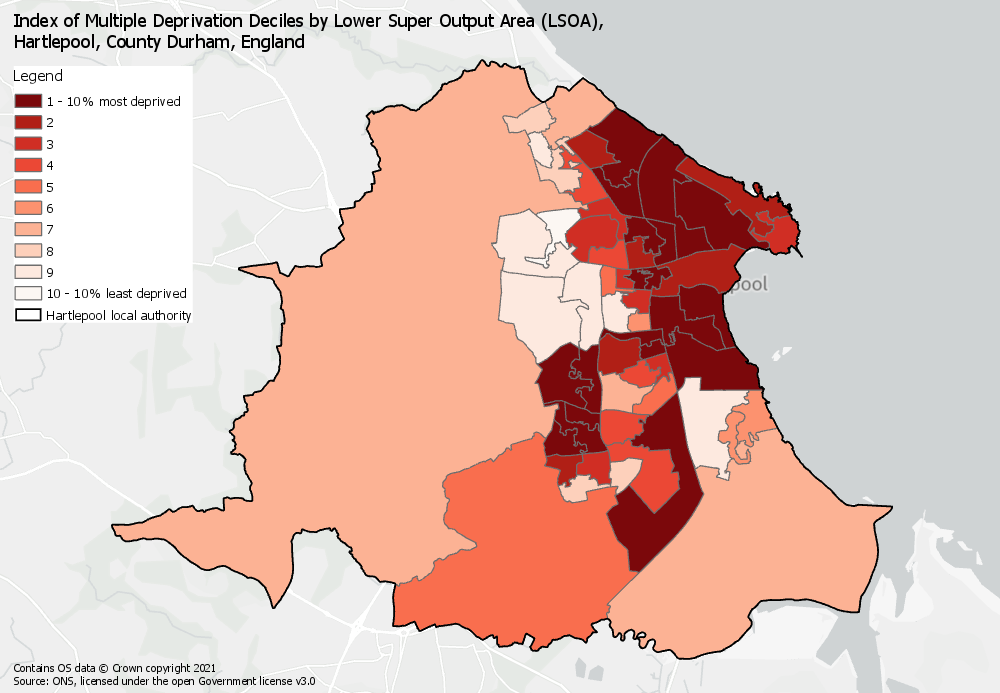 Index of Multiple Deprivation Deciles by Lower Super Output Area (LSOA),
Hartlepool, County Durham, England
Legend
1 - 10% most deprived
2
3
4
5
6
7
8
9
10 - 10% least deprived
Hartlepool local authority
pool
Contains OS data © Crown copyright 2021
Source: ONS, licensed under the open Government license v3.0